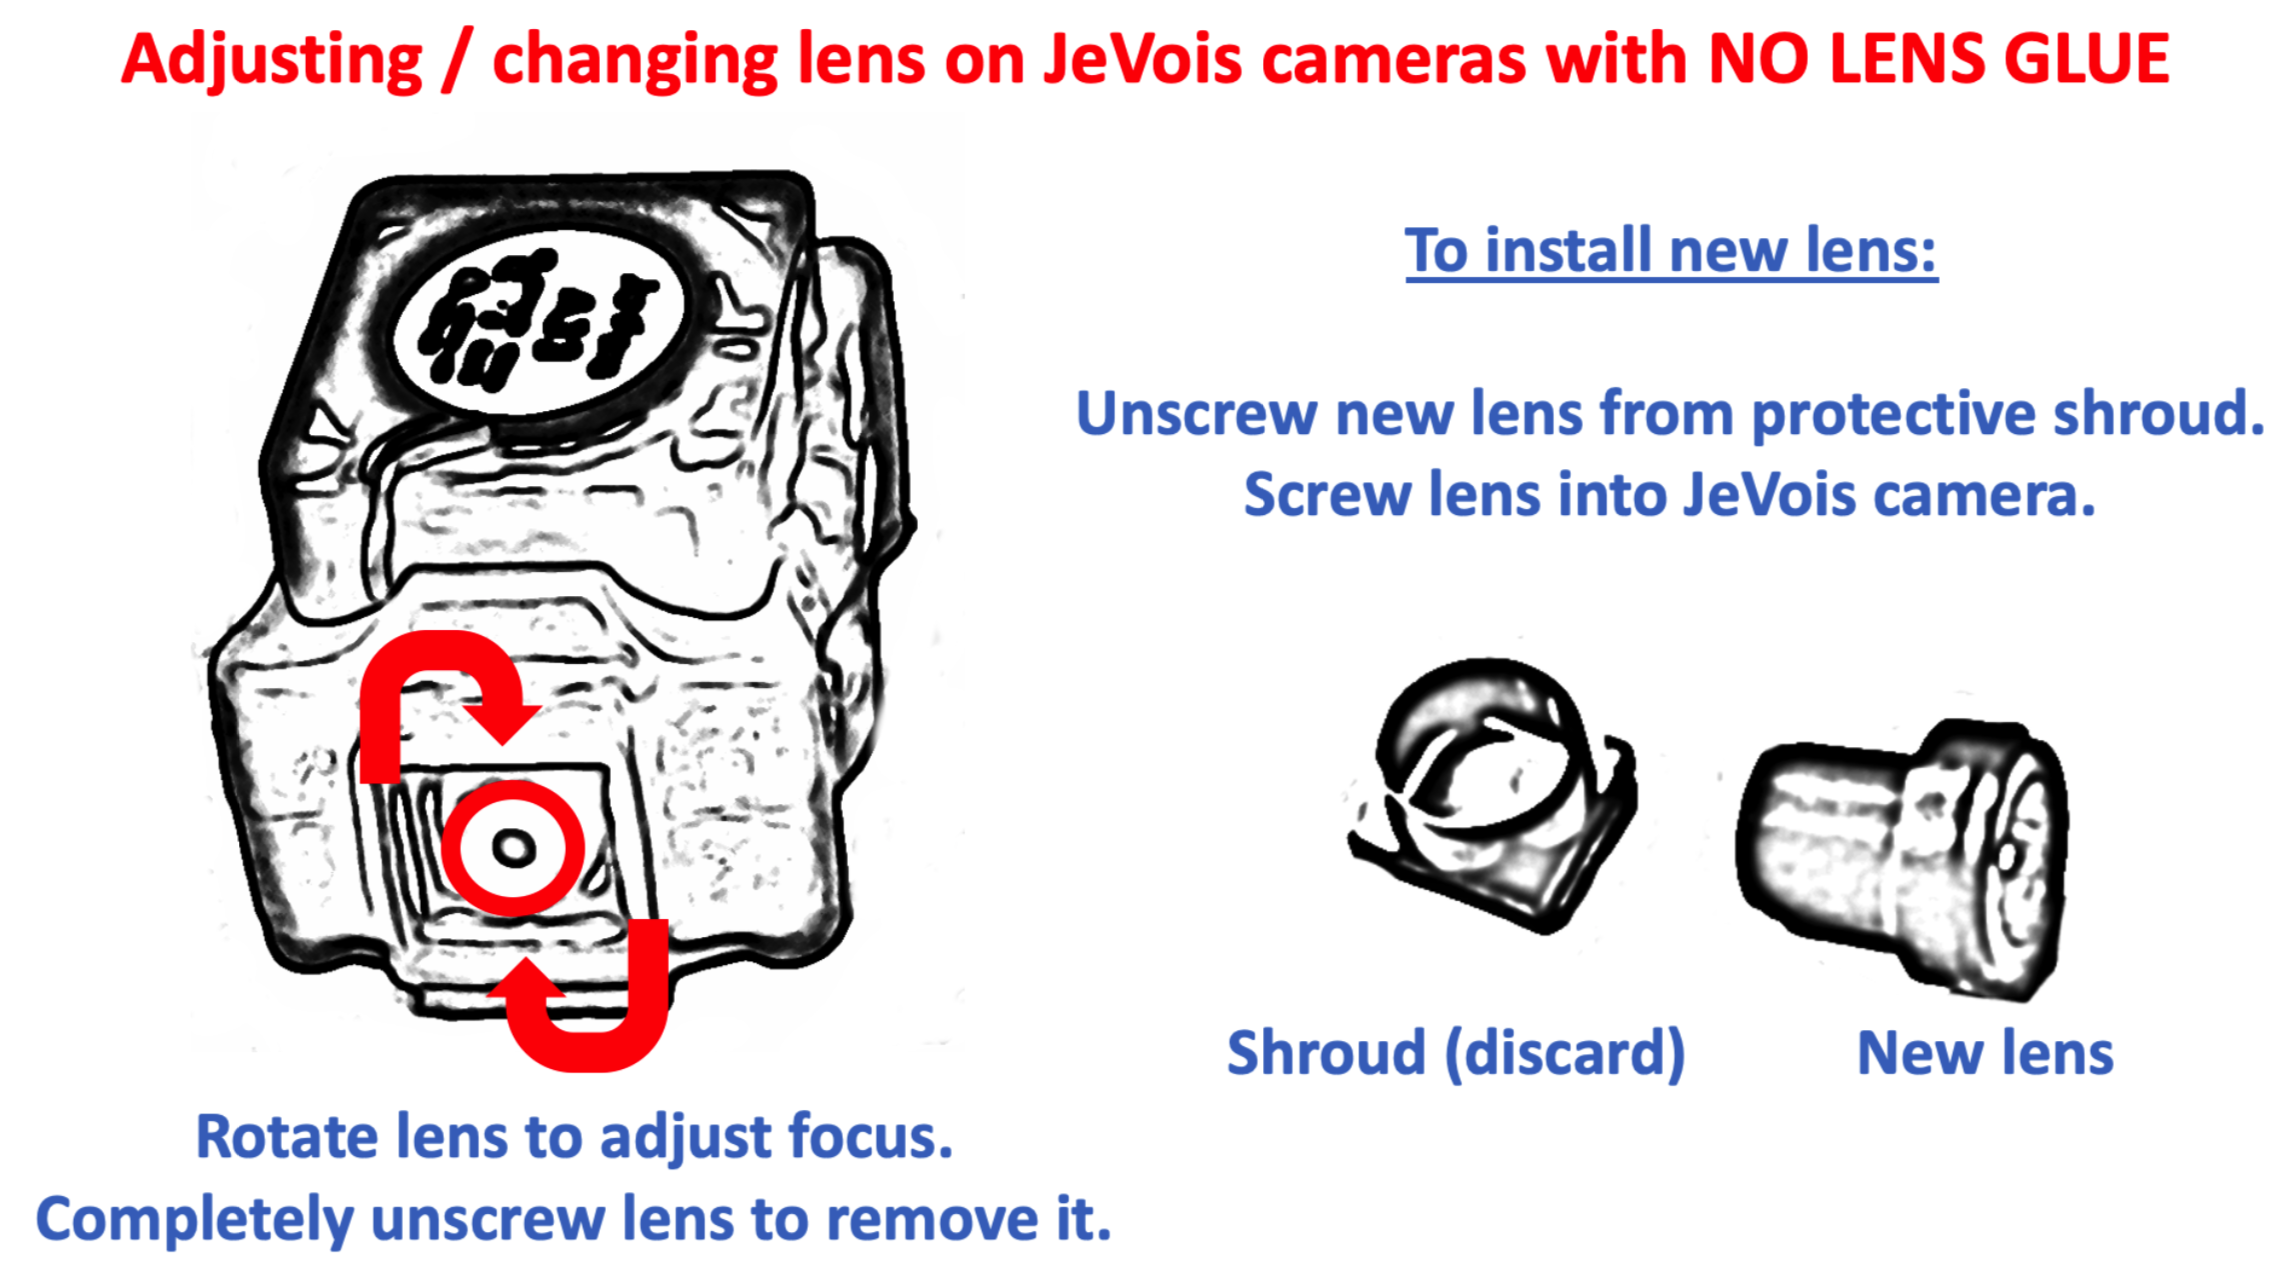 Adjusting / changing lens on JeVois cameras with NO LENS GLUE
To install new lens:
Unscrew new lens from protective shroud.
Screw lens into JeVois camera.
Shroud (discard)
New lens
Rotate lens to adjust focus.
Completely unscrew lens to remove it.